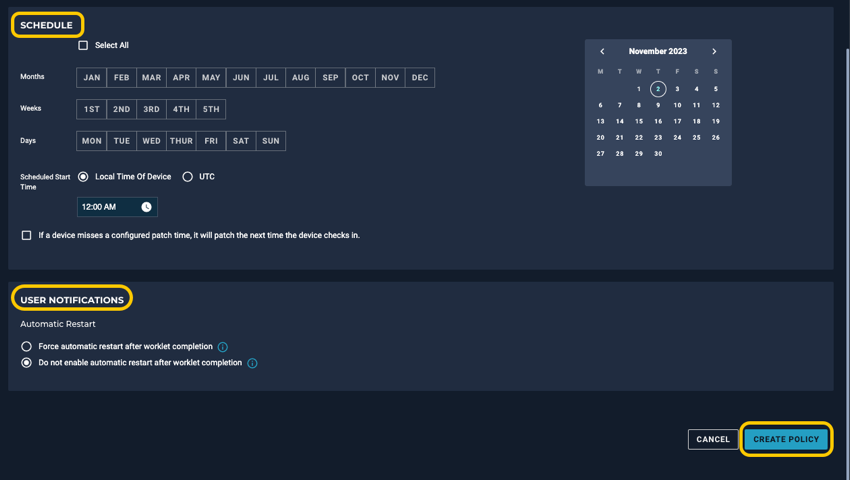 SCHEDULE
Select All
Months JAN FEB MAR APR MAY JUN JUL AUG SEP OCT NOV DEC
Weeks 1ST 2ND 3RD 4TH 5TH
Days MON TUE WED THUR FRI SAT SUN
Scheduled Start Time
Local Time Of Device UTC
12:00 AM
If a device misses a configured patch time, it will patch the next time the device checks in.
November 2023
M T W T F S S
1 2 3 4 5
6 7 8 9 10 11 12
13 14 15 16 17 18 19
20 21 22 23 24 25 26
27 28 29 30
USER NOTIFICATIONS
Automatic Restart
Force automatic restart after worklet completion
Do not enable automatic restart after worklet completion
CANCEL CREATE POLICY